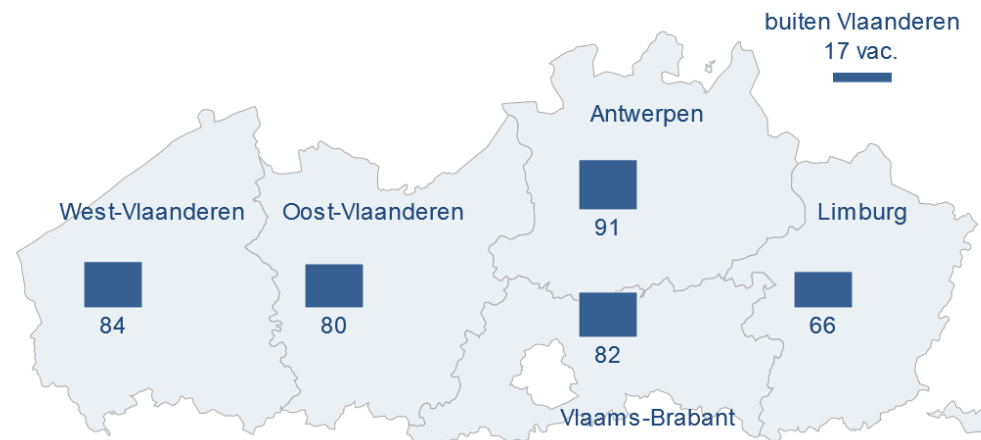 buiten Vlaanderen
17 vac.
Antwerpen
91
West-Vlaanderen
84
Oost-Vlaanderen
80
Limburg
66
82
Vlaams-Brabant